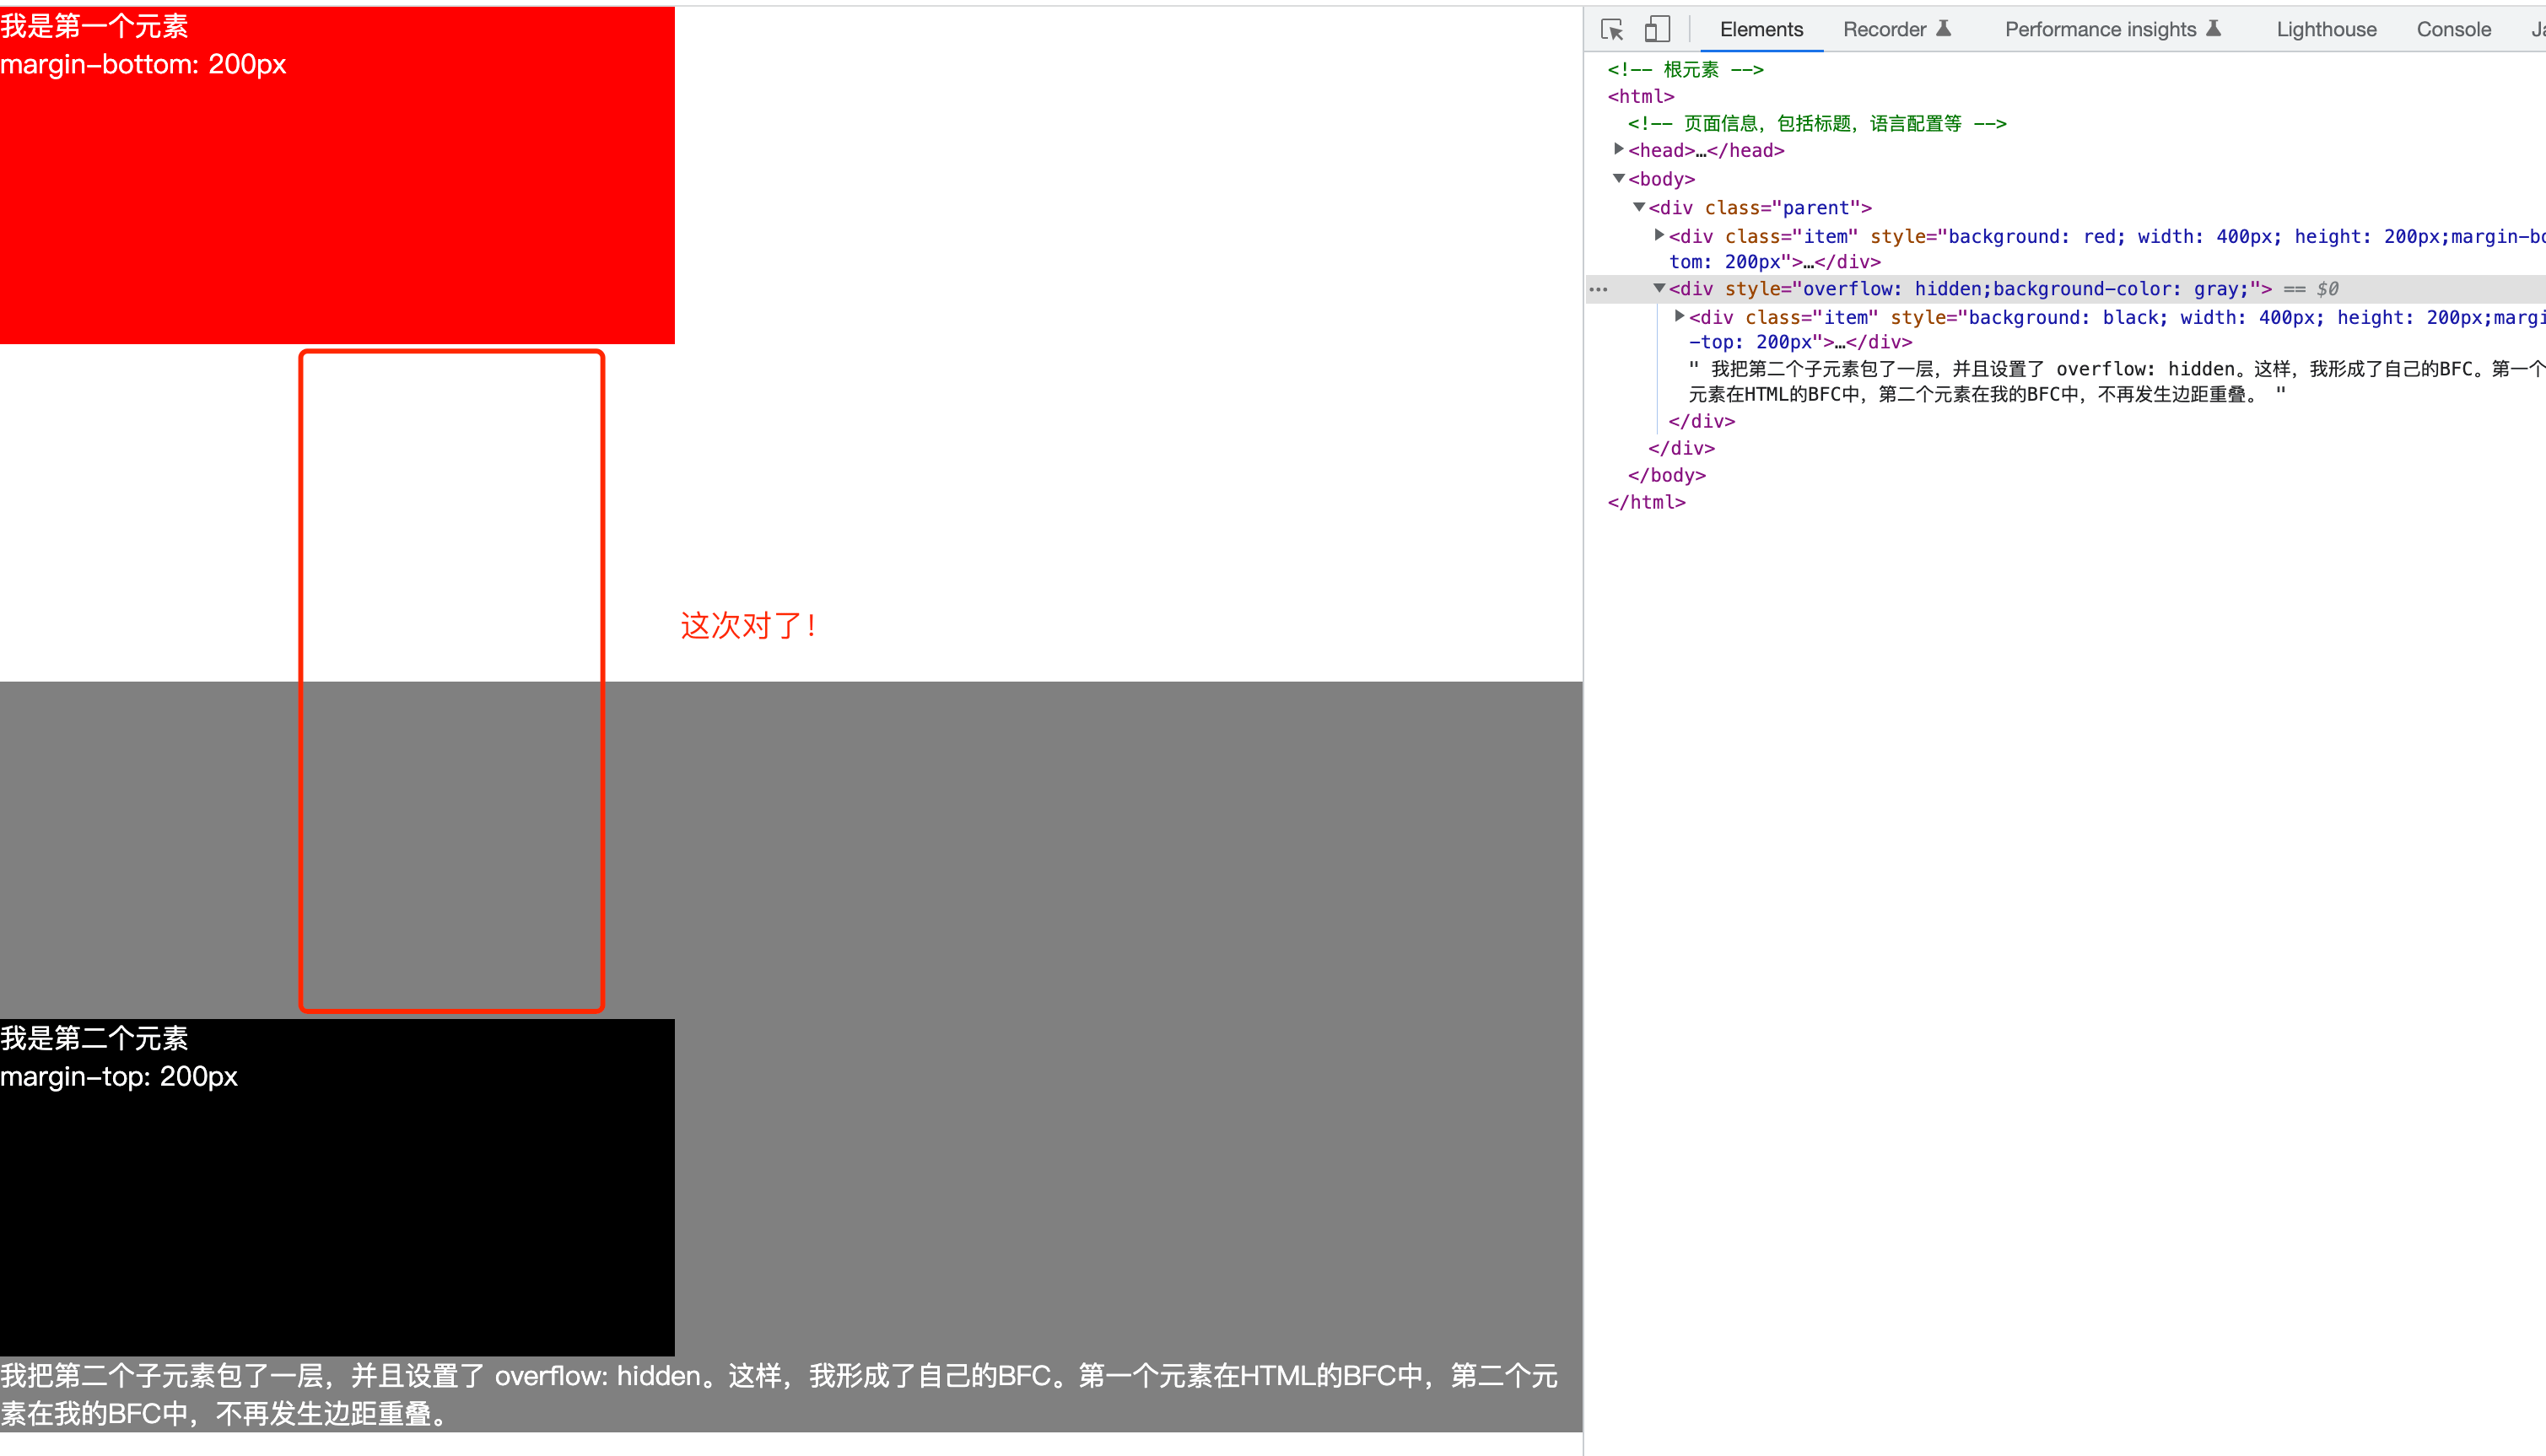 我是第一个元素
margin-bottom: 200px
这次对了！
我是第二个元素
margin-top: 200px
我把第二个子元素包了一层，并且设置了 overflow: hidden。这样，我形成了自己的BFC。第一个元素在HTML的BFC中，第二个元
素在我的BFC中，不再发生边距重叠。
Elements Recorder Performance insights Lighthouse Console
<!-- 根元素 -->
<html>
<!-- 页面信息，包括标题，语言配置等 -->
<head>…</head>
<body>
<div class="parent">
<div class="item" style="background: red; width: 400px; height: 200px;margin-bo
tom: 200px">…</div>
<div style="overflow: hidden;background-color: gray;"> == $0
<div class="item" style="background: black; width: 400px; height: 200px;margi
-top: 200px">…</div>
" 我把第二个子元素包了一层，并且设置了 overflow: hidden。这样，我形成了自己的BFC。第一个
元素在HTML的BFC中，第二个元素在我的BFC中，不再发生边距重叠。 "
</div>
</div>
</body>
</html>